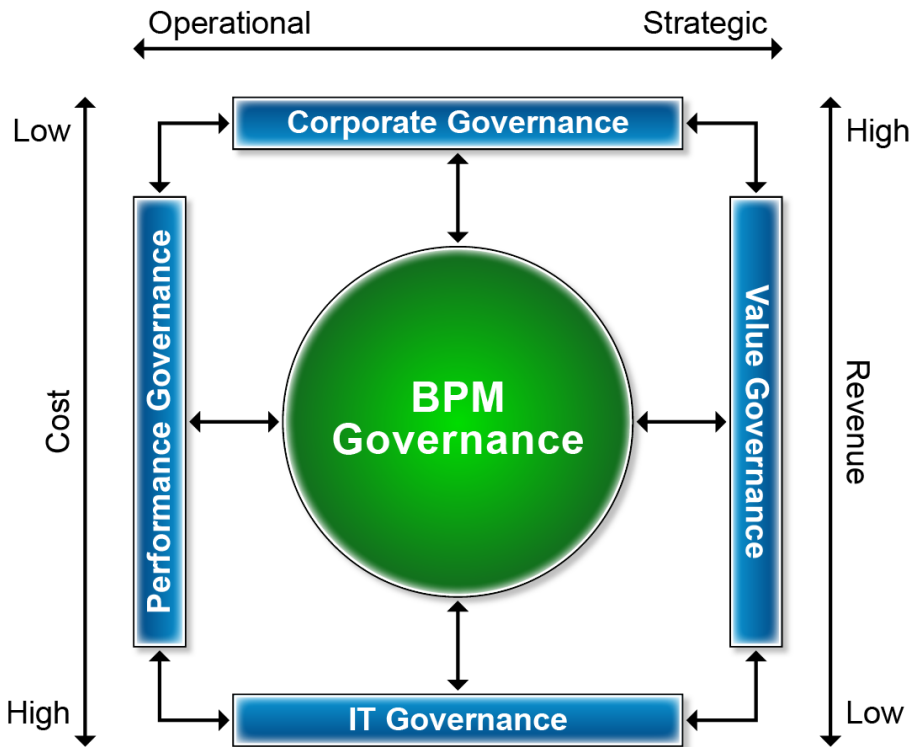 Operational
Strategic
Low
Corporate Governance
High
Performance Governance
Value Governance
Cost
BPM
Governance
Revenue
High
IT Governance
Low